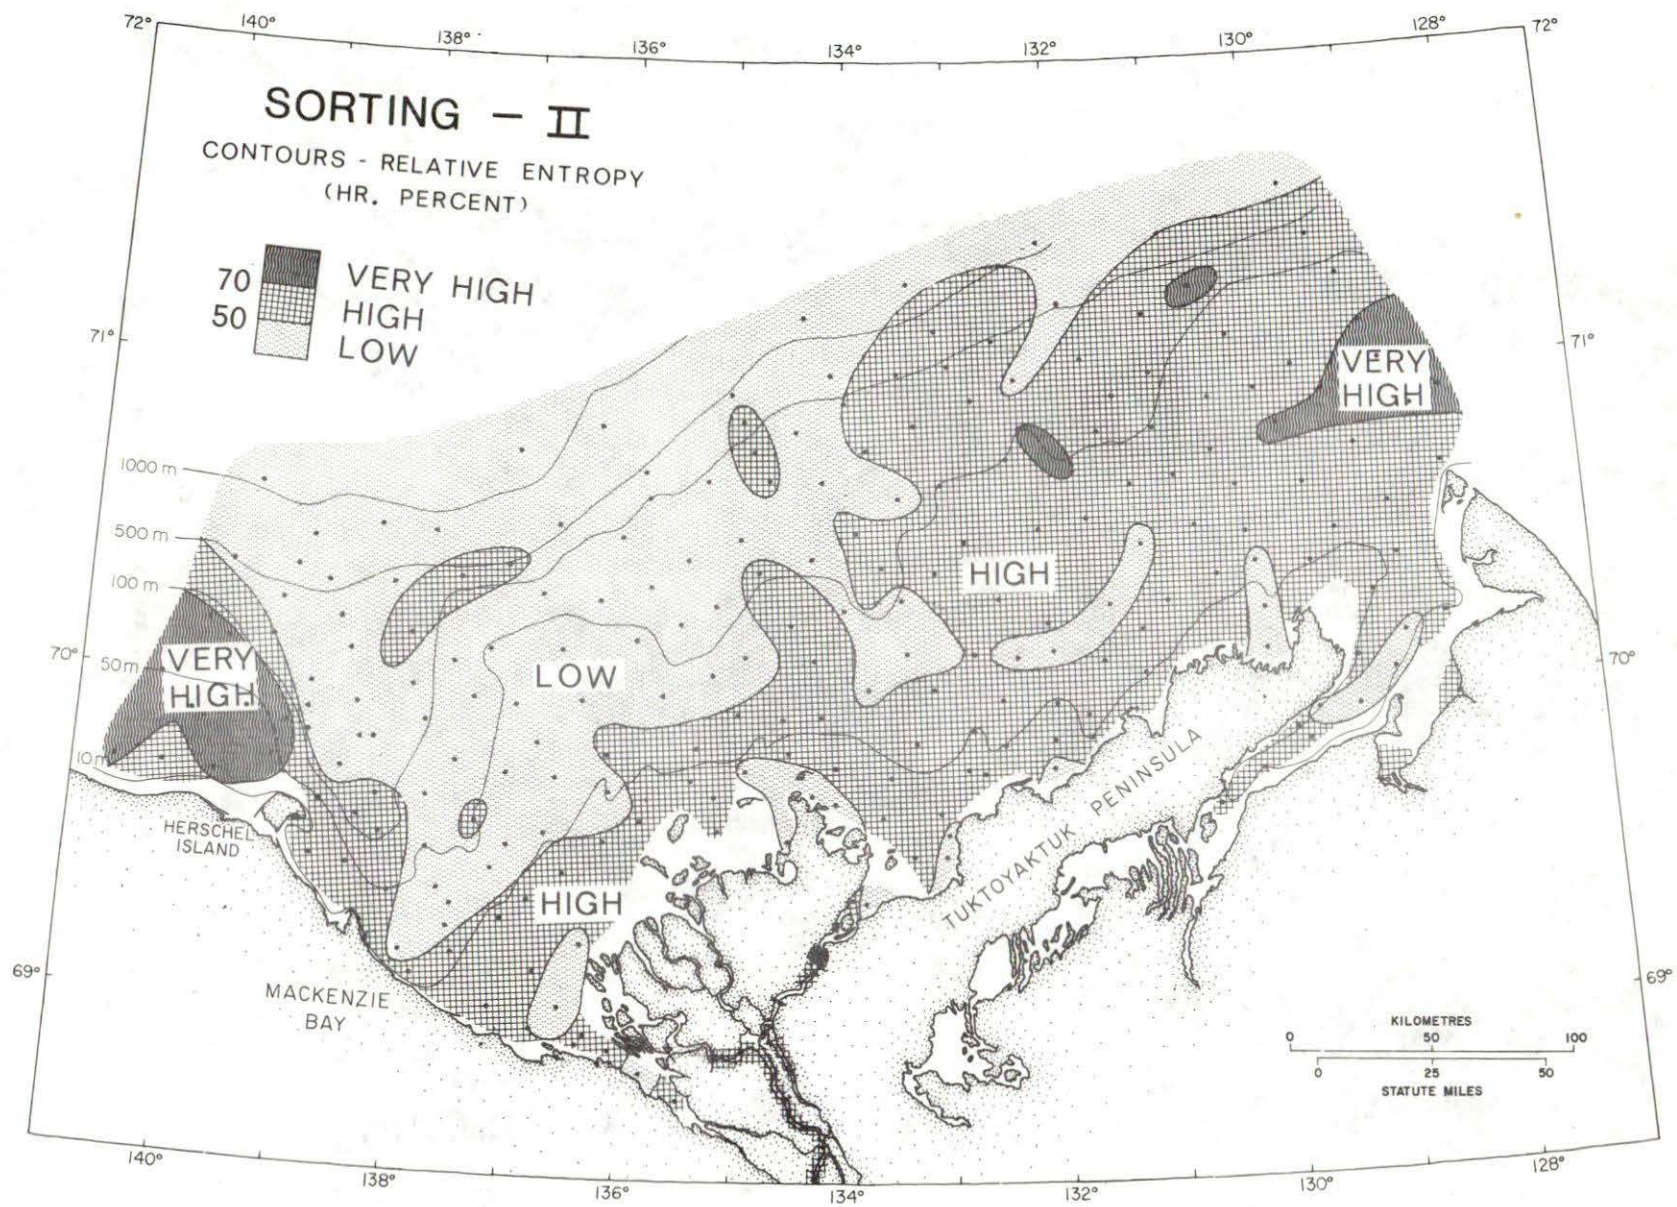 72°
140°
138°
136°
134°
132°
130°
128°
72°
SORTING - II
CONTOURS - RELATIVE ENTROPY
(HR. PERCENT)
70
50
VERY HIGH
HIGH
LOW
71°
71°
VERY
HIGH
1000 m
500 m
100 m
50 m
10 m
HIGH
70°
70°
VERY
HIGH
LOW
HERSCHEL
ISLAND
TUKTOYAKTUK PENINSULA
HIGH
69°
69°
MACKENZIE
BAY
KILOMETRES
0 50 100
0 25 50
STATUTE MILES
140°
138°
136°
134°
132°
130°
128°